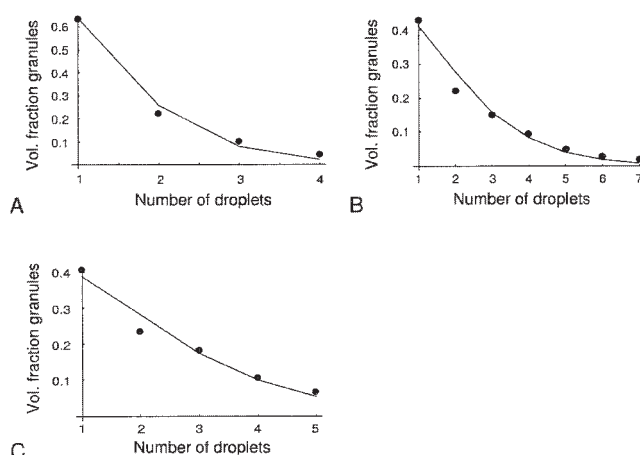 Vol. fraction granules
0.6
0.5
0.4
0.3
0.2
0.1
1 2 3 4
Number of droplets
A
Vol. fraction granules
0.4
0.3
0.2
0.1
1 2 3 4 5 6 7
Number of droplets
B
Vol. fraction granules
0.4
0.3
0.2
0.1
1 2 3 4 5
Number of droplets
C